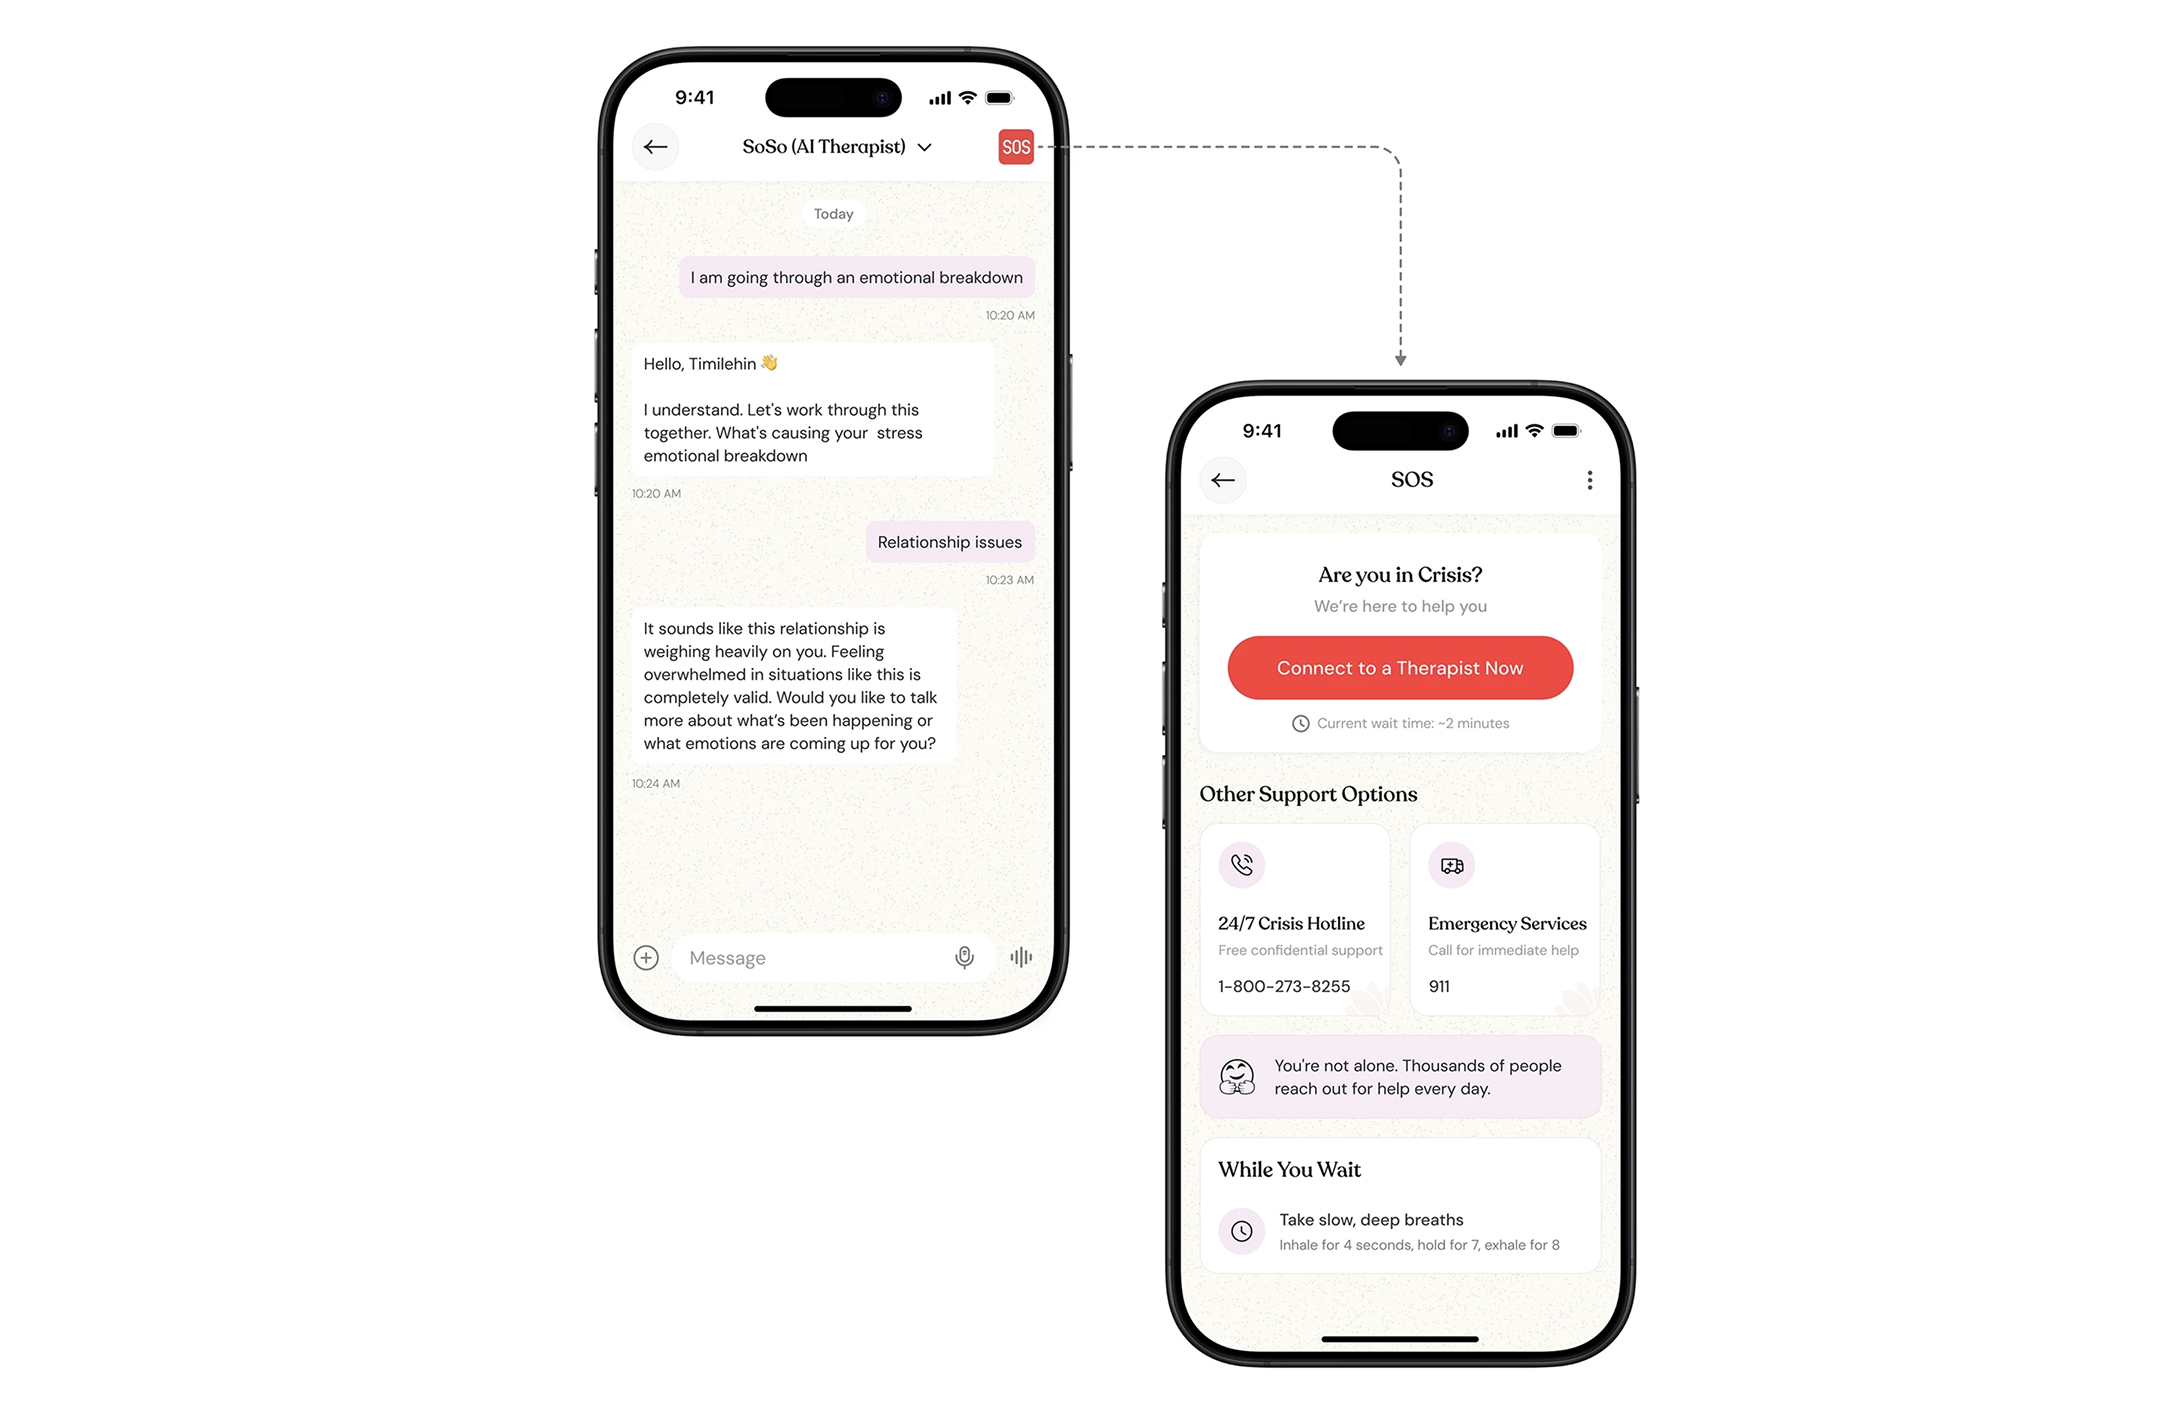 9:41
SoSo (AI Therapist)
SOS
Today
I am going through an emotional breakdown
10:20 AM
Hello, Timilehin 👋
I understand. Let's work through this
together. What's causing your  stress
emotional breakdown
10:20 AM
Relationship issues
10:23 AM
It sounds like this relationship is
weighing heavily on you. Feeling
overwhelmed in situations like this is
completely valid. Would you like to talk
more about what's been happening or
what emotions are coming up for you?
10:24 AM
Message
9:41
SOS
Are you in Crisis?
We're here to help you
Connect to a Therapist Now
Current wait time: ~2 minutes
Other Support Options
24/7 Crisis Hotline
Free confidential support
1-800-273-8255
Emergency Services
Call for immediate help
911
You're not alone. Thousands of people
reach out for help every day.
While You Wait
Take slow, deep breaths
Inhale for 4 seconds, hold for 7, exhale for 8